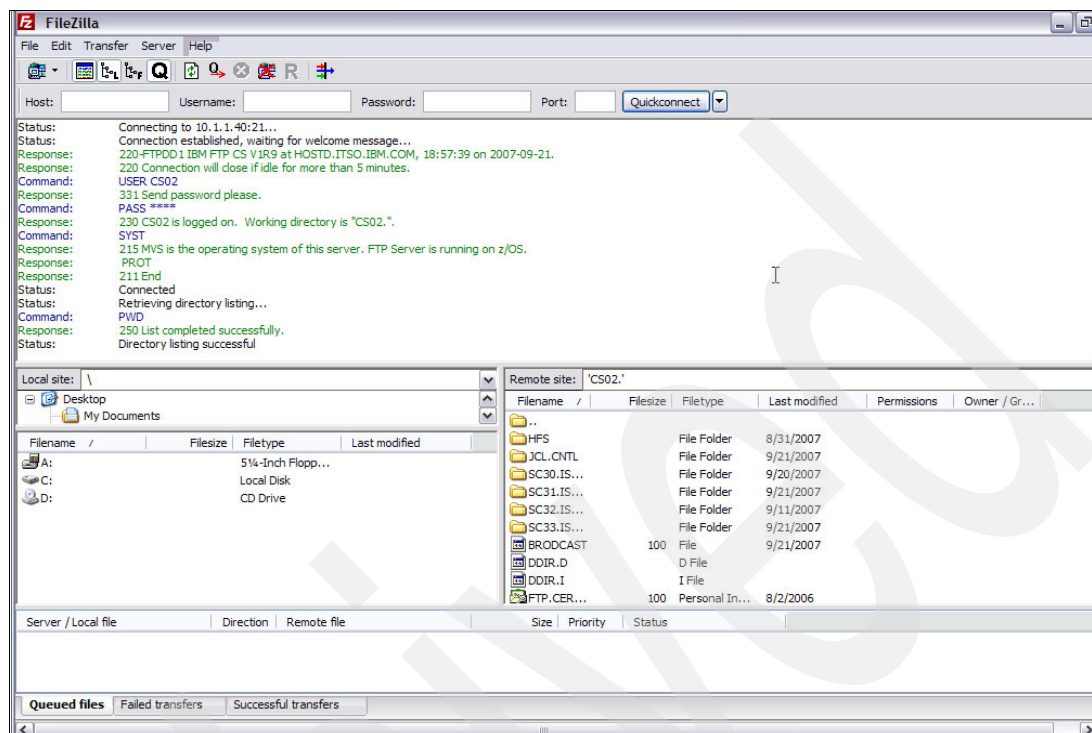 FileZilla
File Edit Transfer Server Help
Host: Username: Password: Port: Quickconnect
Status: Connecting to 10.1.1.40:21...
Status: Connection established, waiting for welcome message...
Response: 220-FTPDD1 IBM FTP CS V1R9 at HOSTD.ITSO.IBM.COM, 18:57:39 on 2007-09-21.
Response: 220 Connection will close if idle for more than 5 minutes.
Command: USER CS02
Response: 331 Send password please.
Command: PASS ****
Response: 230 CS02 is logged on. Working directory is "CS02.".
Command: SYST
Response: 215 MVS is the operating system of this server. FTP Server is running on z/OS.
Response: PROT
Response: 211 End
Status: Connected
Status: Retrieving directory listing...
Command: PWD
Response: 250 List completed successfully.
Status: Directory listing successful
Local site: \
Desktop
My Documents
Filename / Filesize Filetype Last modified
A: 5¼-Inch Flopp...
C: Local Disk
D: CD Drive
Remote site: 'CS02.'
Filename / Filesize Filetype Last modified Permissions Owner / Gr...
..
HFS File Folder 8/31/2007
JCL.CNTL File Folder 9/21/2007
SC30.IS... File Folder 9/20/2007
SC31.IS... File Folder 9/21/2007
SC32.IS... File Folder 9/11/2007
SC33.IS... File Folder 9/21/2007
BRODCAST 100 File 9/21/2007
DDIR.D D File
DDIR.I I File
FTP.CER... 100 Personal In... 8/2/2006
Server / Local file Direction Remote file Size Priority Status
Queued files Failed transfers Successful transfers